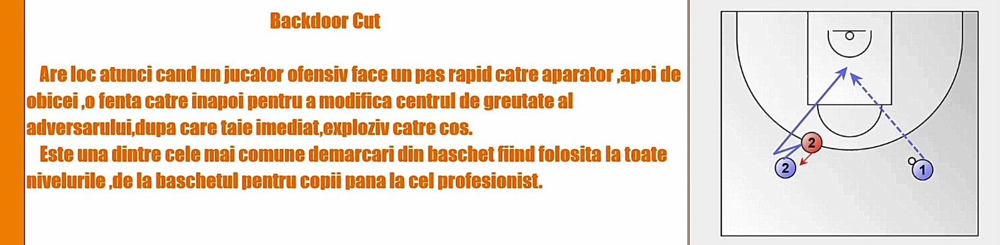 Backdoor Cut
Are loc atunci cand un jucator ofensiv face un pas rapid catre aparator ,apoi de
obicei ,o fenta catre inapoi pentru a modifica centrul de greutate al
adversarului,dupa care taie imediat,exploziv catre cos.
Este una dintre cele mai comune demarcari din baschet fiind folosita la toate
nivelurile ,de la baschetul pentru copii pana la cel profesionist.
2
2
1